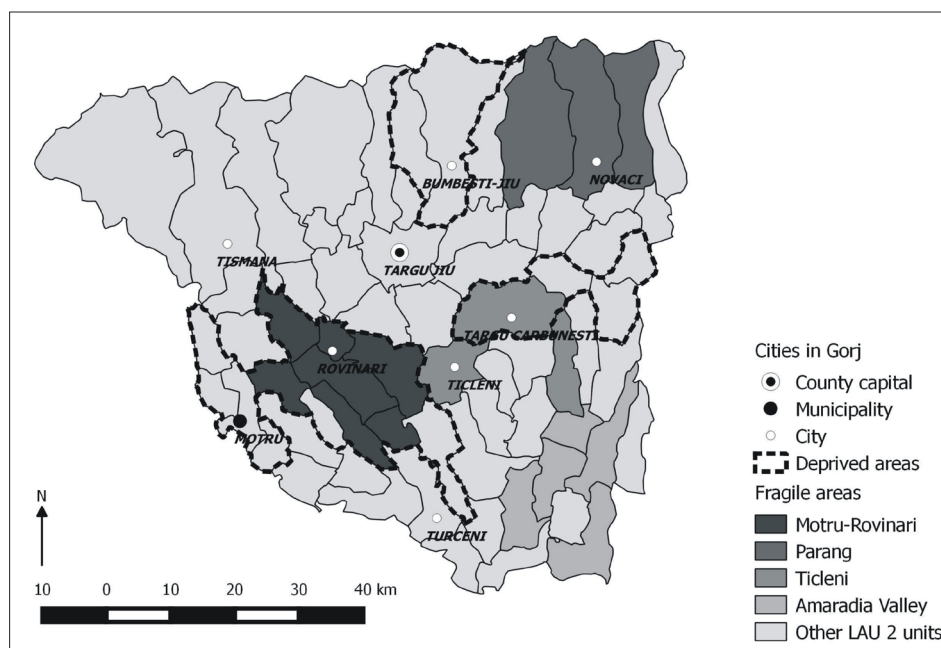 BUMBESTI-JIU
NOVACI
TISMANA
TARGU JIU
TARGU CARBUNESTI
ROVINARI
TICLENI
MOTRU
TURCENI
N
10 0 10 20 30 40 km
Cities in Gorj
County capital
Municipality
City
Deprived areas
Fragile areas
Motru-Rovinari
Parang
Ticleni
Amaradia Valley
Other LAU 2 units